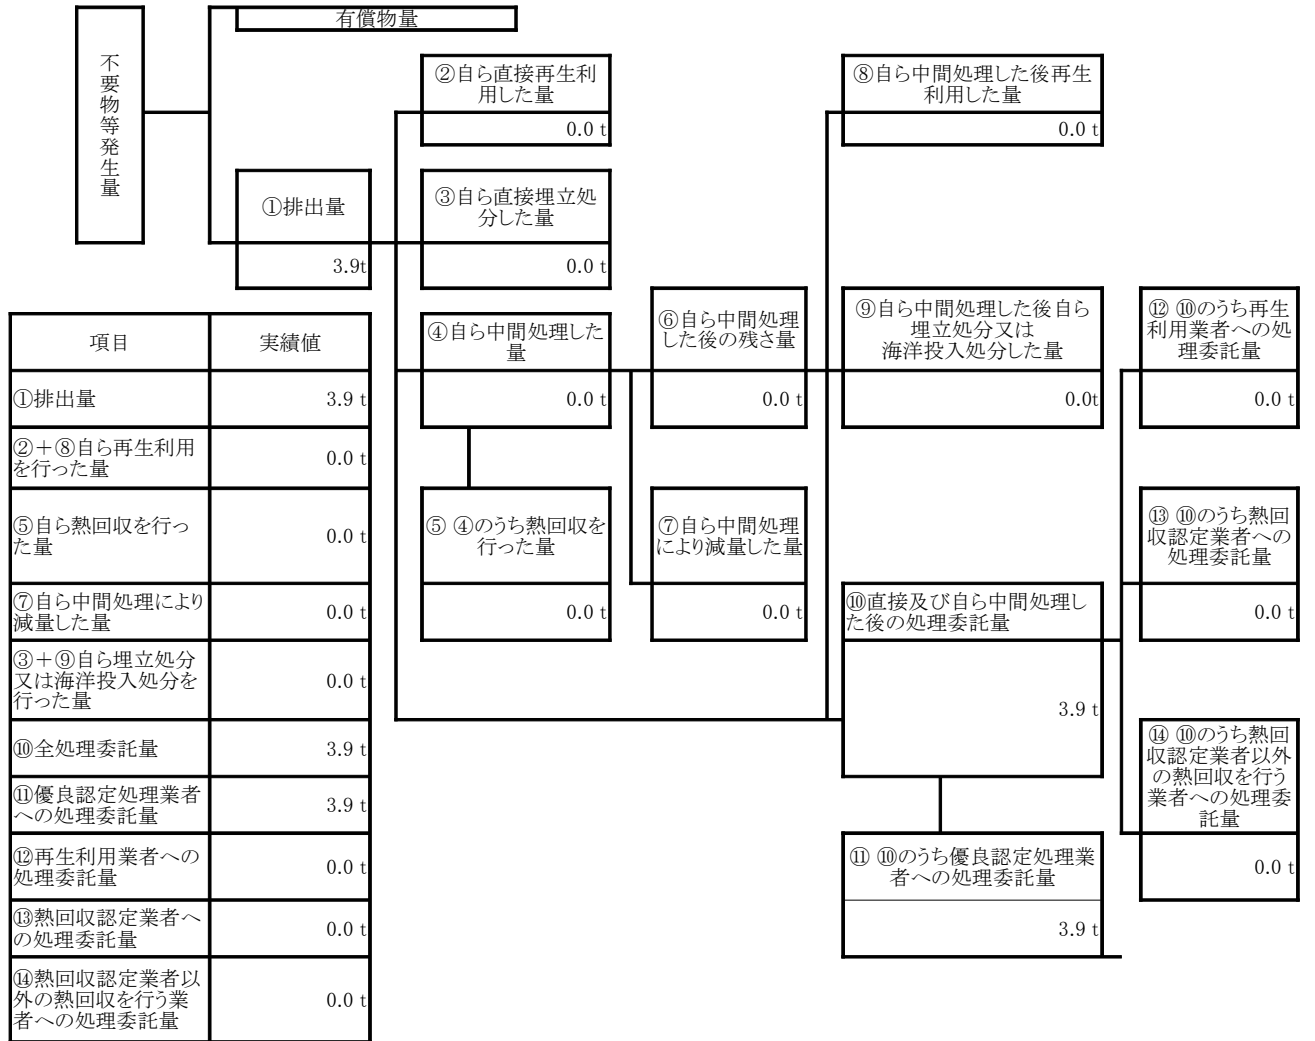 有償物量
不要物等発生量
②自ら直接再生利
用した量
0.0 t
⑧自ら中間処理した後再生
利用した量
0.0 t
①排出量
3.9t
③自ら直接埋立処
分した量
0.0 t
④自ら中間処理した
量
0.0 t
⑥自ら中間処理
した後の残さ量
0.0 t
⑨自ら中間処理した後自ら
埋立処分又は
海洋投入処分した量
0.0t
⑫ ⑩のうち再生
利用業者への処
理委託量
0.0 t
⑤ ④のうち熱回収を
行った量
0.0 t
⑦自ら中間処理
により減量した量
0.0 t
⑬ ⑩のうち熱回
収認定業者への
処理委託量
0.0 t
⑩直接及び自ら中間処理し
た後の処理委託量
3.9 t
⑭ ⑩のうち熱回
収認定業者以外
の熱回収を行う
業者への処理委
託量
0.0 t
⑪ ⑩のうち優良認定処理業
者への処理委託量
3.9 t
項目 実績値
①排出量 3.9 t
②＋⑧自ら再生利用
を行った量
0.0 t
⑤自ら熱回収を行っ
た量
0.0 t
⑦自ら中間処理により
減量した量
0.0 t
③＋⑨自ら埋立処分
又は海洋投入処分を
行った量
0.0 t
⑩全処理委託量 3.9 t
⑪優良認定処理業者
への処理委託量
3.9 t
⑫再生利用業者への
処理委託量
0.0 t
⑬熱回収認定業者へ
の処理委託量
0.0 t
⑭熱回収認定業者以
外の熱回収を行う業
者への処理委託量
0.0 t